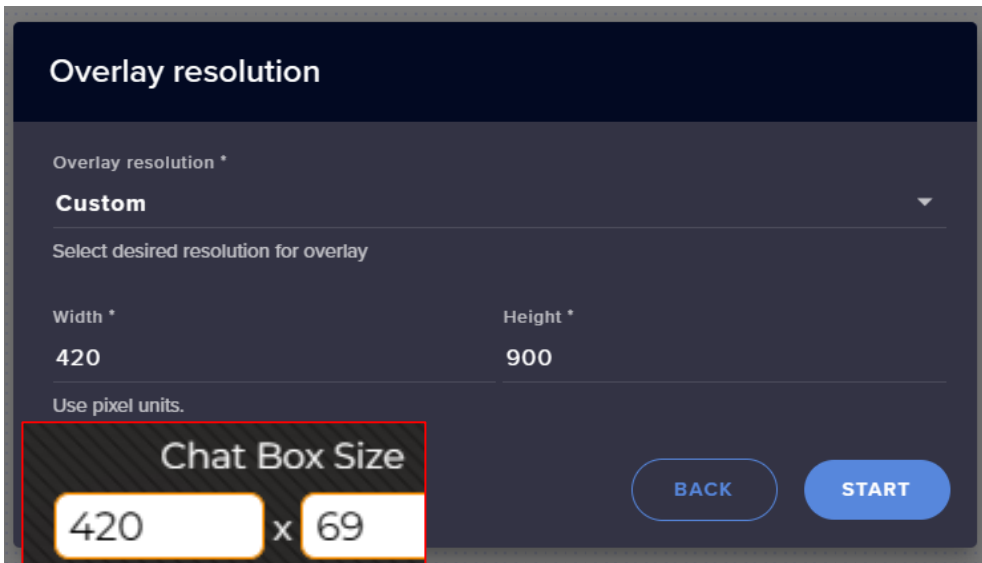 Overlay resolution
Overlay resolution *
Custom
Select desired resolution for overlay
Width *
Height *
420
900
Use pixel units.
Chat Box Size
420 x 69
BACK
START